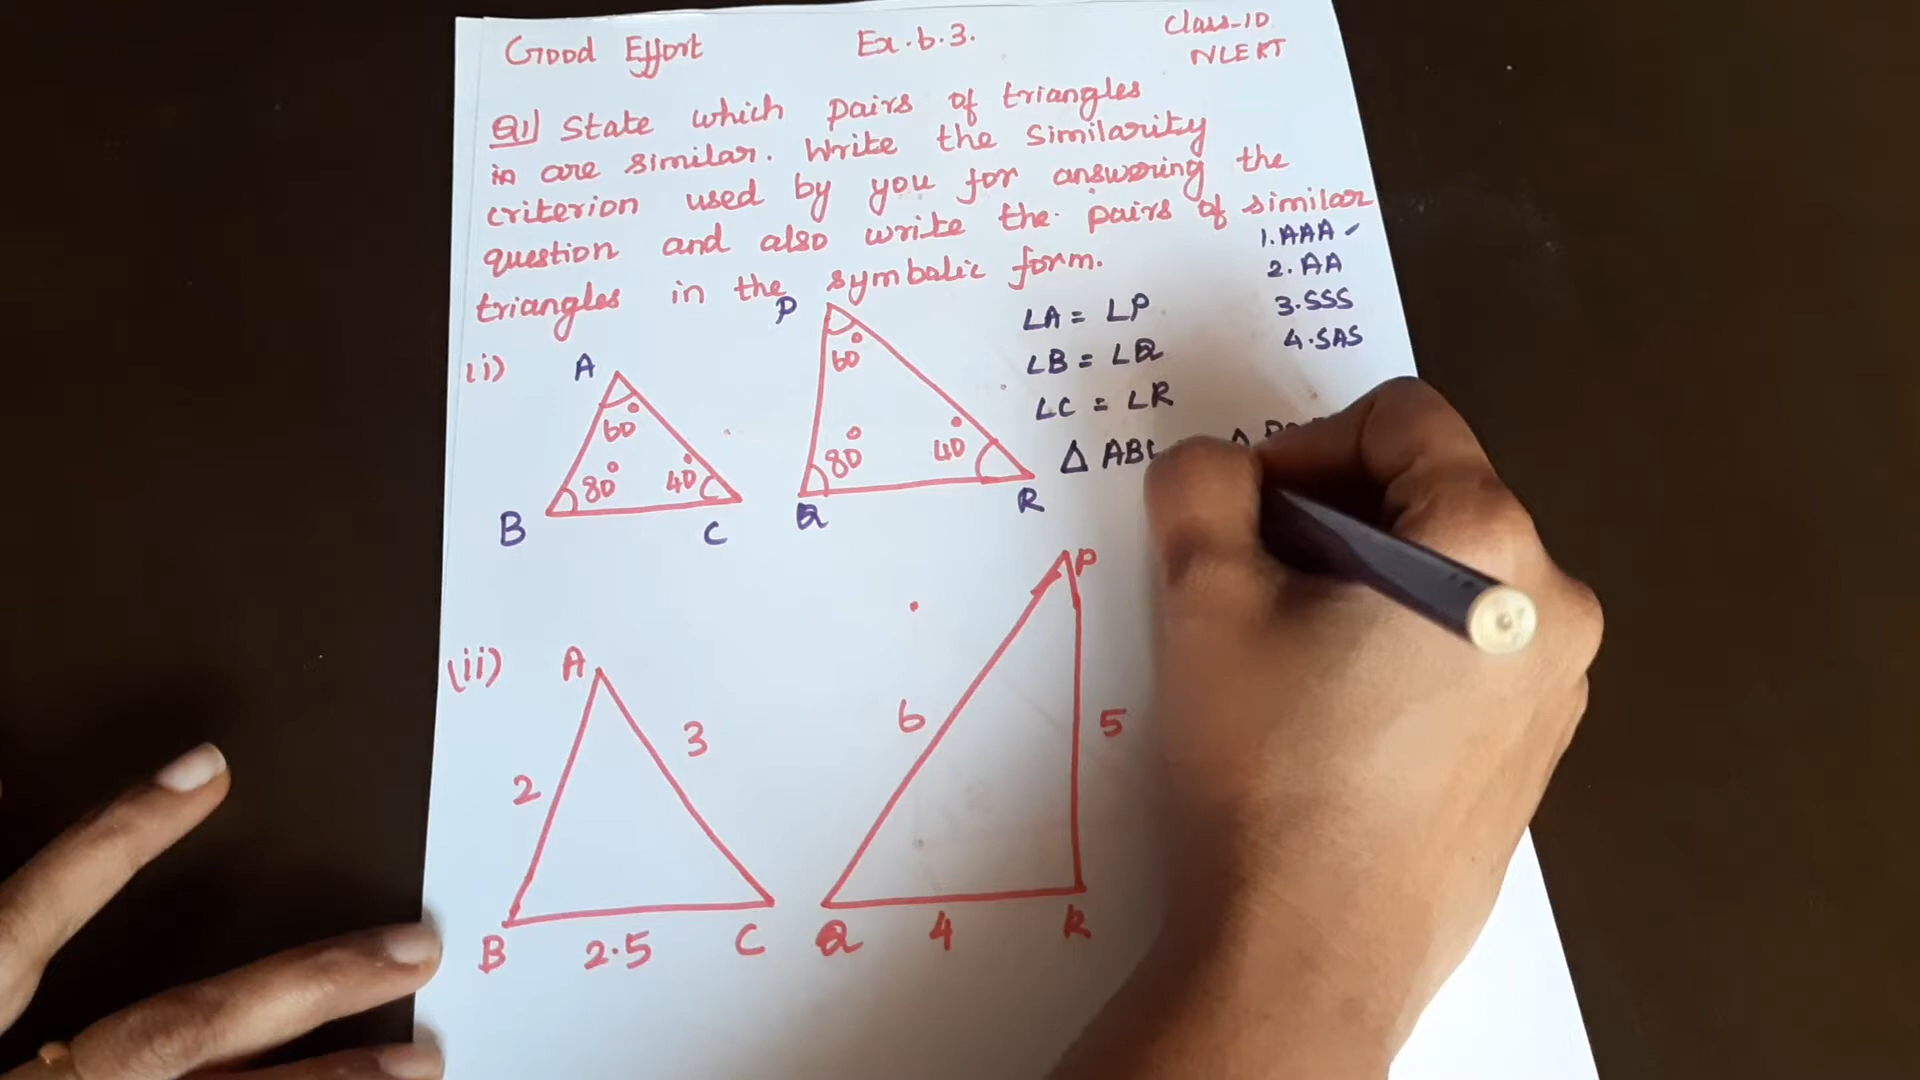 Good Effort Ex.6.3. Class-10
NCERT
Q1) State which pairs of triangles
in are similar. Write the similarity
criterion used by you for answering the
question and also write the pairs of similar
triangles in the symbolic form.
1. AAA ✓
2. AA
3. SSS
4. SAS
(i)
A
60°
B 80° 40° C
P
60°
80° 40°
Q R
∠A = ∠P
∠B = ∠Q
∠C = ∠R
Δ ABC Δ
(ii)
A
2 3
B 2.5 C
P
6 5
Q 4 R